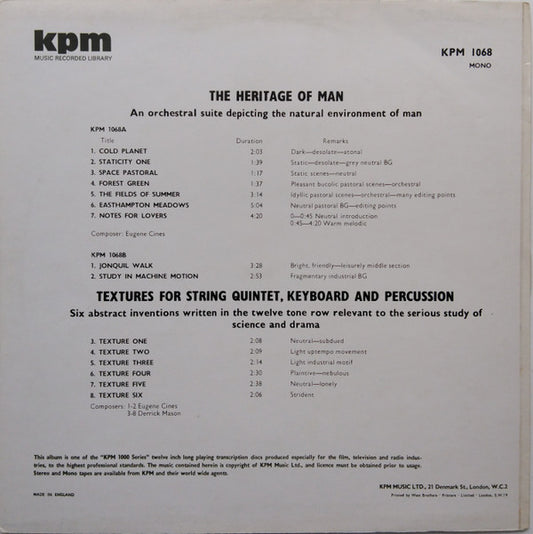 kpm
MUSIC RECORDED LIBRARY
KPM 1068
MONO
THE HERITAGE OF MAN
An orchestral suite depicting the natural environment of man
KPM 1068A
Title Duration Remarks
1. COLD PLANET 2:03 Dark—desolate—atonal
2. STATICITY ONE 1:39 Static—desolate—grey neutral BG
3. SPACE PASTORAL 1:17 Static scenes—neutral
4. FOREST GREEN 1:37 Pleasant bucolic pastoral scenes—orchestral
5. THE FIELDS OF SUMMER 3:14 Idyllic pastoral scenes—orchestral—many editing points
6. EASTHAMPTON MEADOWS 5:04 Neutral pastoral BG—editing points
7. NOTES FOR LOVERS 4:20 0—0:45 Neutral introduction
0:45—4:20 Warm melodic
Composer: Eugene Cines
KPM 1068B
1. JONQUIL WALK 3:28 Bright, friendly—leisurely middle section
2. STUDY IN MACHINE MOTION 2:53 Fragmentary industrial BG
TEXTURES FOR STRING QUINTET, KEYBOARD AND PERCUSSION
Six abstract inventions written in the twelve tone row relevant to the serious study of
science and drama
3. TEXTURE ONE 2:08 Neutral—subdued
4. TEXTURE TWO 2:09 Light uptempo movement
5. TEXTURE THREE 2:14 Light industrial motif
6. TEXTURE FOUR 2:30 Plaintive—nebulous
7. TEXTURE FIVE 2:38 Neutral—lonely
8. TEXTURE SIX 2:06 Strident
Composers: 1-2 Eugene Cines
3-8 Derrick Mason
This album is one of the "KPM 1000 Series" twelve inch long playing transcription discs produced especially for the film, television and radio indus-
tries, to the highest professional standards. The music contained herein is copyright of KPM Music Ltd., and licence must be obtained prior to usage.
Stereo and Mono tapes are available from KPM and their world wide agents.
KPM MUSIC LTD., 21 Denmark St., London, W.C.2
MADE IN ENGLAND
Printed by West Brothers · Printers · Limited · London, S.W.19